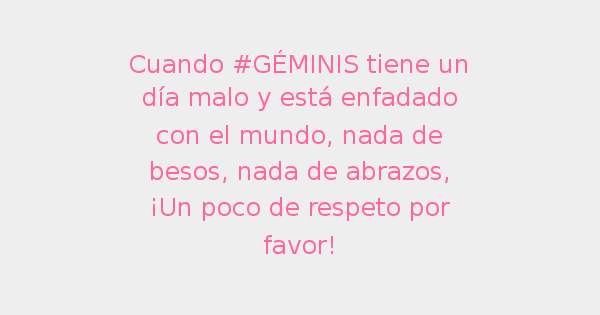 Cuando #GÉMINIS tiene un
día malo y está enfadado
con el mundo, nada de
besos, nada de abrazos,
¡Un poco de respeto por
favor!